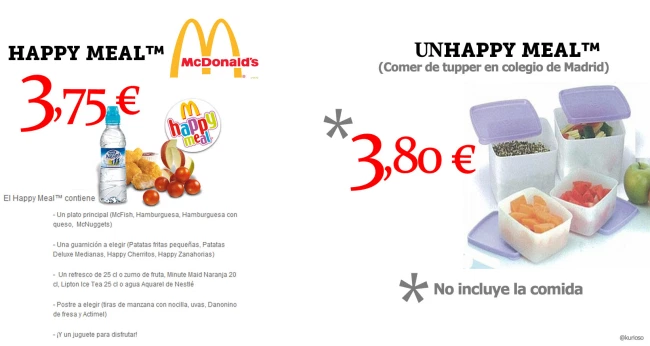 HAPPY MEAL™
McDonald's
3,75 €
m
happy
meal
El Happy Meal™ contiene
- Un plato principal (McFish, Hamburguesa, Hamburguesa con
queso, McNuggets)
- Una guarnición a elegir (Patatas fritas pequeñas, Patatas
Deluxe Medianas, Happy Cherritos, Happy Zanahorias)
- Un refresco de 25 cl o zumo de fruta, Minute Maid Naranja 20
cl, Lipton Ice Tea 25 cl o agua Aquarel de Nestlé
- Postre a elegir (tiras de manzana con nocilla, uvas, Danonino
de fresa y Actimel)
- ¡Y un juguete para disfrutar!
UNHAPPY MEAL™
(Comer de tupper en colegio de Madrid)
*3,80 €
* No incluye la comida
@kurioso